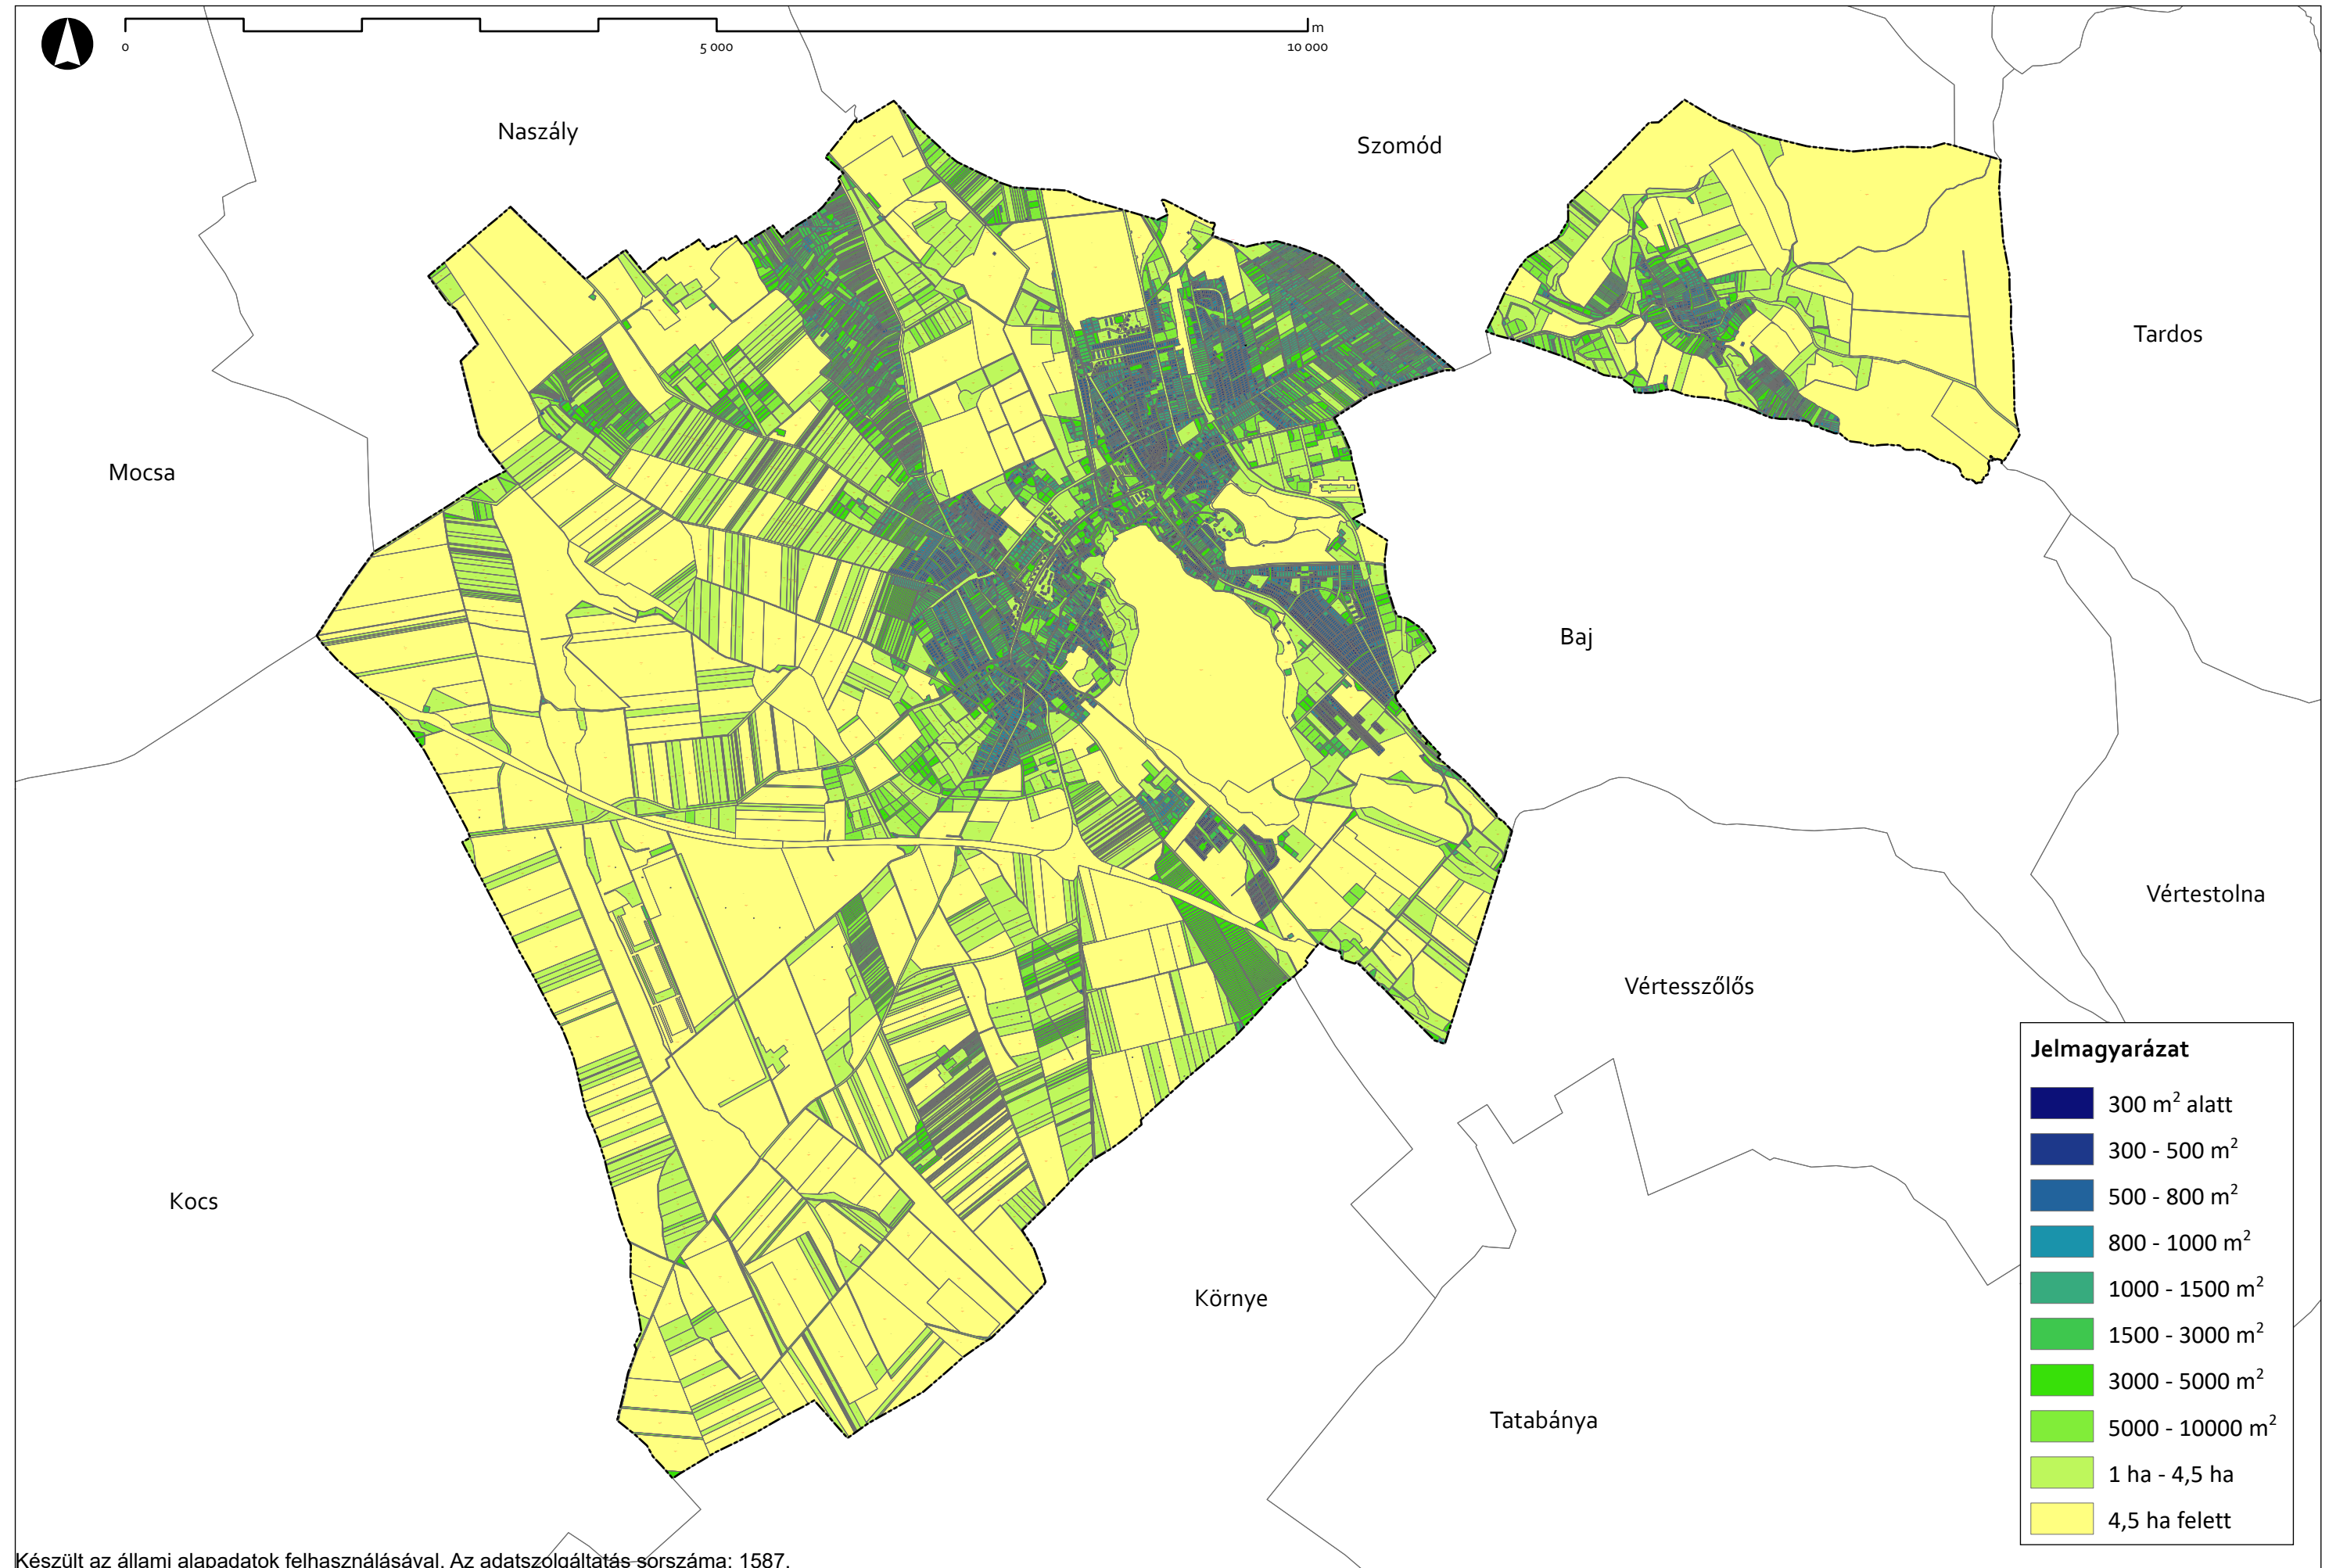 m
0
5 000
10 000
Naszály
Szomód
Tardos
Mocsa
Baj
Vértestolna
Vértesszőlős
Kocs
Környe
Tatabánya
Jelmagyarázat
300 m² alatt
300 - 500 m²
500 - 800 m²
800 - 1000 m²
1000 - 1500 m²
1500 - 3000 m²
3000 - 5000 m²
5000 - 10000 m²
1 ha - 4,5 ha
4,5 ha felett
Készült az állami alapadatok felhasználásával. Az adatszolgáltatás sorszáma: 1587.